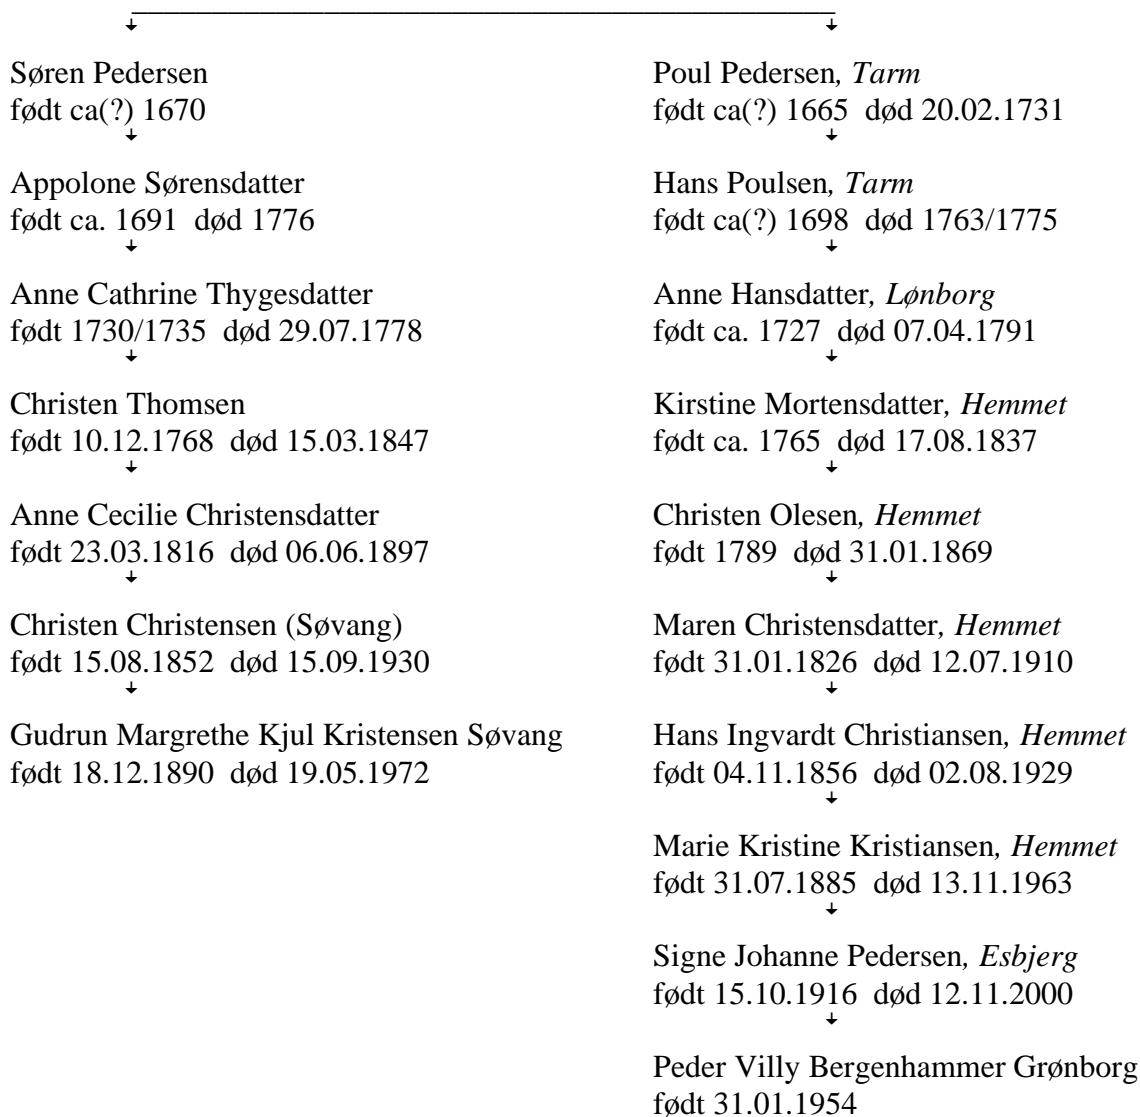 Søren Pedersen
født ca(?) 1670
Appolone Sørensdatter
født ca. 1691 død 1776
Anne Cathrine Thygesdatter
født 1730/1735 død 29.07.1778
Christen Thomsen
født 10.12.1768 død 15.03.1847
Anne Cecilie Christensdatter
født 23.03.1816 død 06.06.1897
Christen Christensen (Søvang)
født 15.08.1852 død 15.09.1930
Gudrun Margrethe Kjul Kristensen Søvang
født 18.12.1890 død 19.05.1972
Poul Pedersen, Tarm
født ca(?) 1665 død 20.02.1731
Hans Poulsen, Tarm
født ca(?) 1698 død 1763/1775
Anne Hansdatter, Lønborg
født ca. 1727 død 07.04.1791
Kirstine Mortensdatter, Hemmet
født ca. 1765 død 17.08.1837
Christen Olesen, Hemmet
født 1789 død 31.01.1869
Maren Christensdatter, Hemmet
født 31.01.1826 død 12.07.1910
Hans Ingvardt Christiansen, Hemmet
født 04.11.1856 død 02.08.1929
Marie Kristine Kristiansen, Hemmet
født 31.07.1885 død 13.11.1963
Signe Johanne Pedersen, Esbjerg
født 15.10.1916 død 12.11.2000
Peder Villy Bergenhammer Grønborg
født 31.01.1954